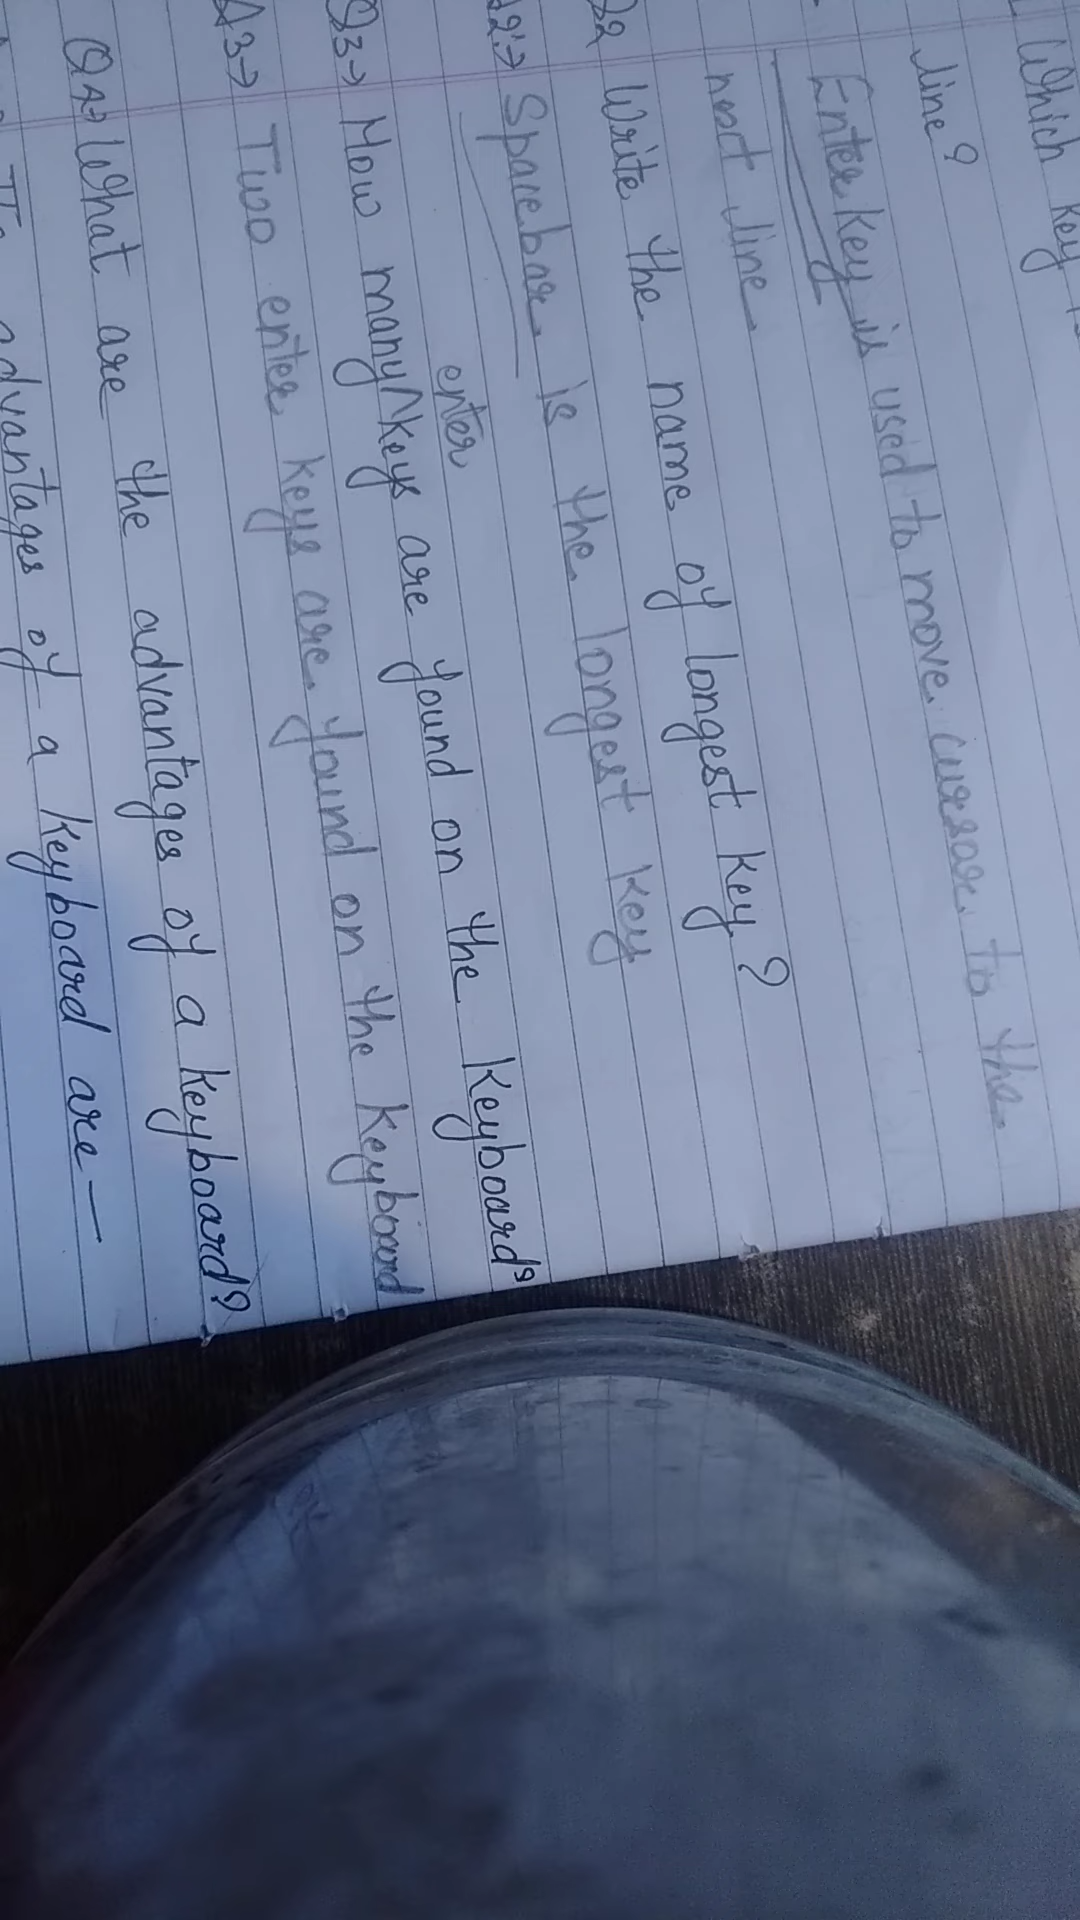 Which key
line?
Enter key is used to move cursor to the
next line.
Q2 Write the name of longest key?
A2:→ Spacebar is the longest key
enter
Q3→ How many^keys are found on the keyboard?
A3→ Two enter keys are found on the keyboard
Q4→ What are the advantages of a keyboard?
advantages of a keyboard are—